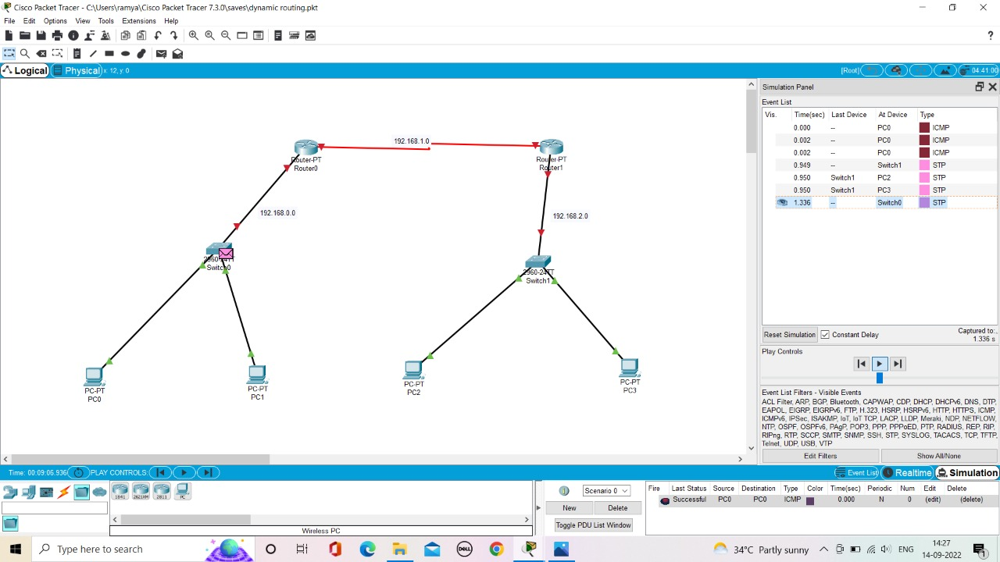 Cisco Packet Tracer - C:\Users\ramya\Cisco Packet Tracer 7.3.0\saves\dynamic routing.pkt
File Edit Options View Tools Extensions Help
?
Logical Physical x: 12, y: 0 [Root] 04:41:00
Simulation Panel
Event List
Vis. Time(sec) Last Device At Device Type
0.000 -- PC0 ICMP
0.002 -- PC0 ICMP
0.002 -- PC0 ICMP
0.949 -- Switch1 STP
0.950 Switch1 PC2 STP
0.950 Switch1 PC3 STP
1.336 -- Switch0 STP
192.168.1.0
Router-PT
Router0
Router-PT
Router1
192.168.0.0
192.168.2.0
2960-24TT
Switch0
2960-24TT
Switch1
PC-PT
PC0
PC-PT
PC1
PC-PT
PC2
PC-PT
PC3
Reset Simulation Constant Delay Captured to:
1.336 s
Play Controls
Event List Filters - Visible Events
ACL Filter, ARP, BGP, Bluetooth, CAPWAP, CDP, DHCP, DHCPv6, DNS, DTP,
EAPOL, EIGRP, EIGRPv6, FTP, H.323, HSRP, HSRPv6, HTTP, HTTPS, ICMP,
ICMPv6, IPSec, ISAKMP, IoT, IoT TCP, LACP, LLDP, Meraki, NDP, NETFLOW,
NTP, OSPF, OSPFv6, PAgP, POP3, PPP, PPPoED, PTP, RADIUS, REP, RIP,
RIPng, RTP, SCCP, SMTP, SNMP, SSH, STP, SYSLOG, TACACS, TCP, TFTP,
Telnet, UDP, USB, VTP
Edit Filters Show All/None
Time: 00:09:06.936 PLAY CONTROLS: Event List Realtime Simulation
1841 2621XM 2811 PC
Wireless PC
Scenario 0
New Delete
Toggle PDU List Window
Fire Last Status Source Destination Type Color Time(sec) Periodic Num Edit Delete
Successful PC0 PC0 ICMP 0.000 N 0 (edit) (delete)
Type here to search
DELL
34°C Partly sunny ENG
14:27
14-09-2022
1